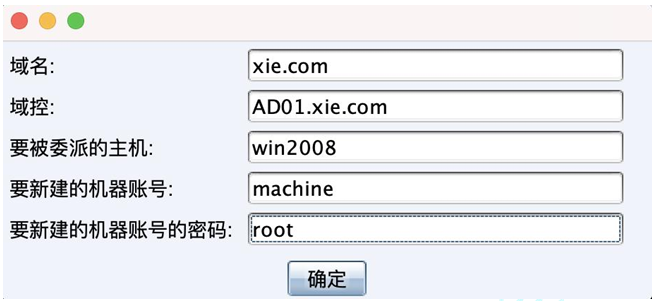 域名: xie.com
域控: AD01.xie.com
要被委派的主机: win2008
要新建的机器账号: machine
要新建的机器账号的密码: root
确定